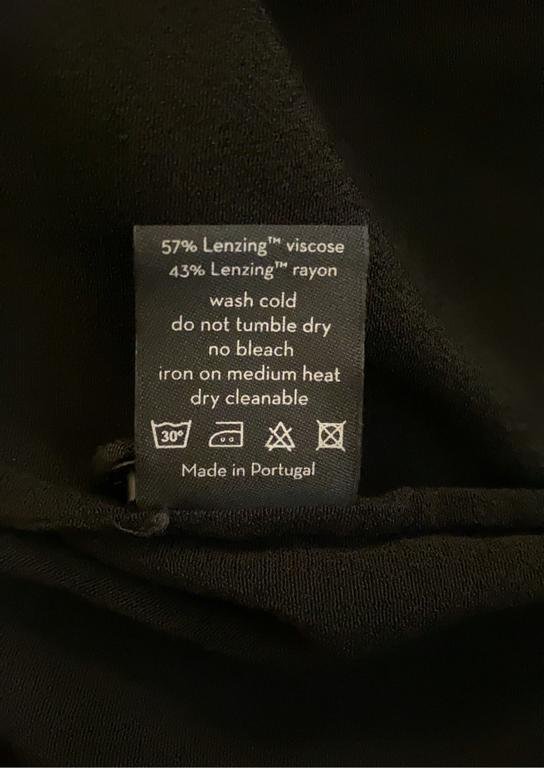 57% Lenzing™ viscose
43% Lenzing™ rayon
wash cold
do not tumble dry
no bleach
iron on medium heat
dry cleanable
30°
Made in Portugal